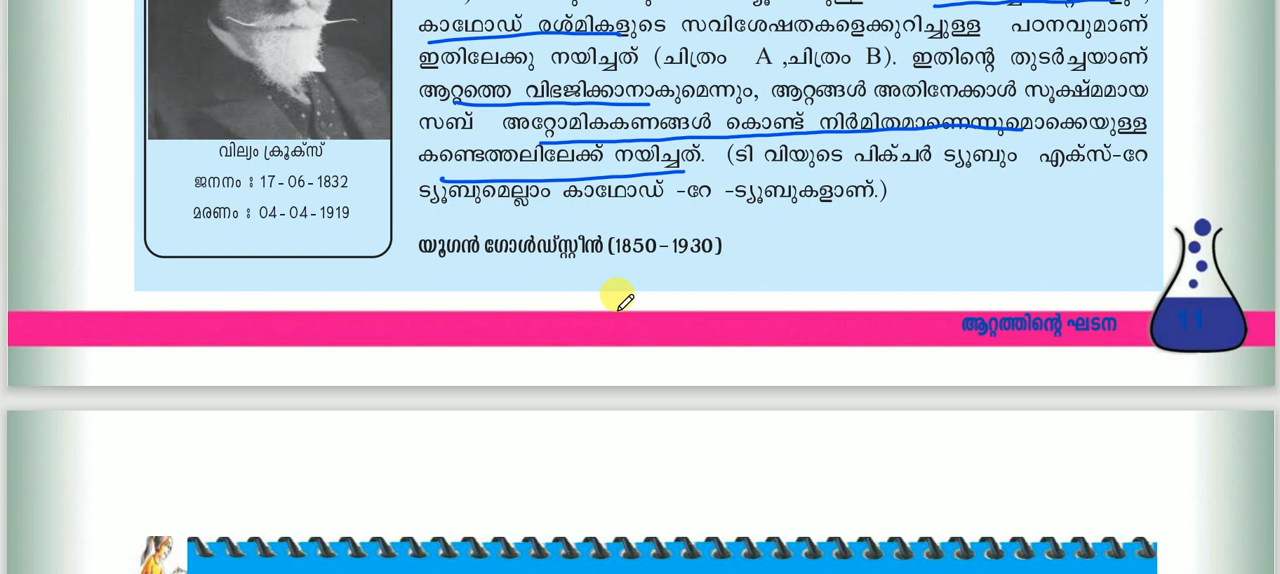 കാഥോഡ് രശ്മികളുടെ സവിശേഷതകളെക്കുറിച്ചുള്ള പഠനവുമാണ്
ഇതിലേക്കു നയിച്ചത് (ചിത്രം A ,ചിത്രം B). ഇതിന്റെ തുടർച്ചയാണ്
ആറ്റത്തെ വിഭജിക്കാനാകുമെന്നും, ആറ്റങ്ങൾ അതിനേക്കാൾ സൂക്ഷ്മമായ
സബ് അറ്റോമികകണങ്ങൾ കൊണ്ട് നിർമിതമാണെന്നുമൊക്കെയുള്ള
കണ്ടെത്തലിലേക്ക് നയിച്ചത്. (ടി വിയുടെ പിക്ചർ ട്യൂബും എക്സ്-റേ
ട്യൂബുമെല്ലാം കാഥോഡ് -റേ -ട്യൂബുകളാണ്.)
വില്യം ക്രൂക്സ്
ജനനം : 17-06-1832
മരണം : 04-04-1919
യൂഗൻ ഗോൾഡ്സ്റ്റീൻ (1850-1930)
ആറ്റത്തിന്റെ ഘടന 11